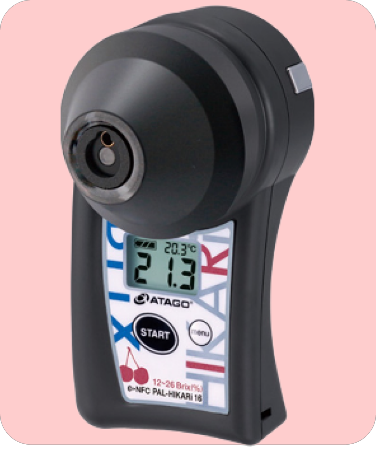 20.3°C
21.3
ATAGO®
START
menu
12~26 Brix(%)
e-NFC PAL-HiKARi 16
HIKARi